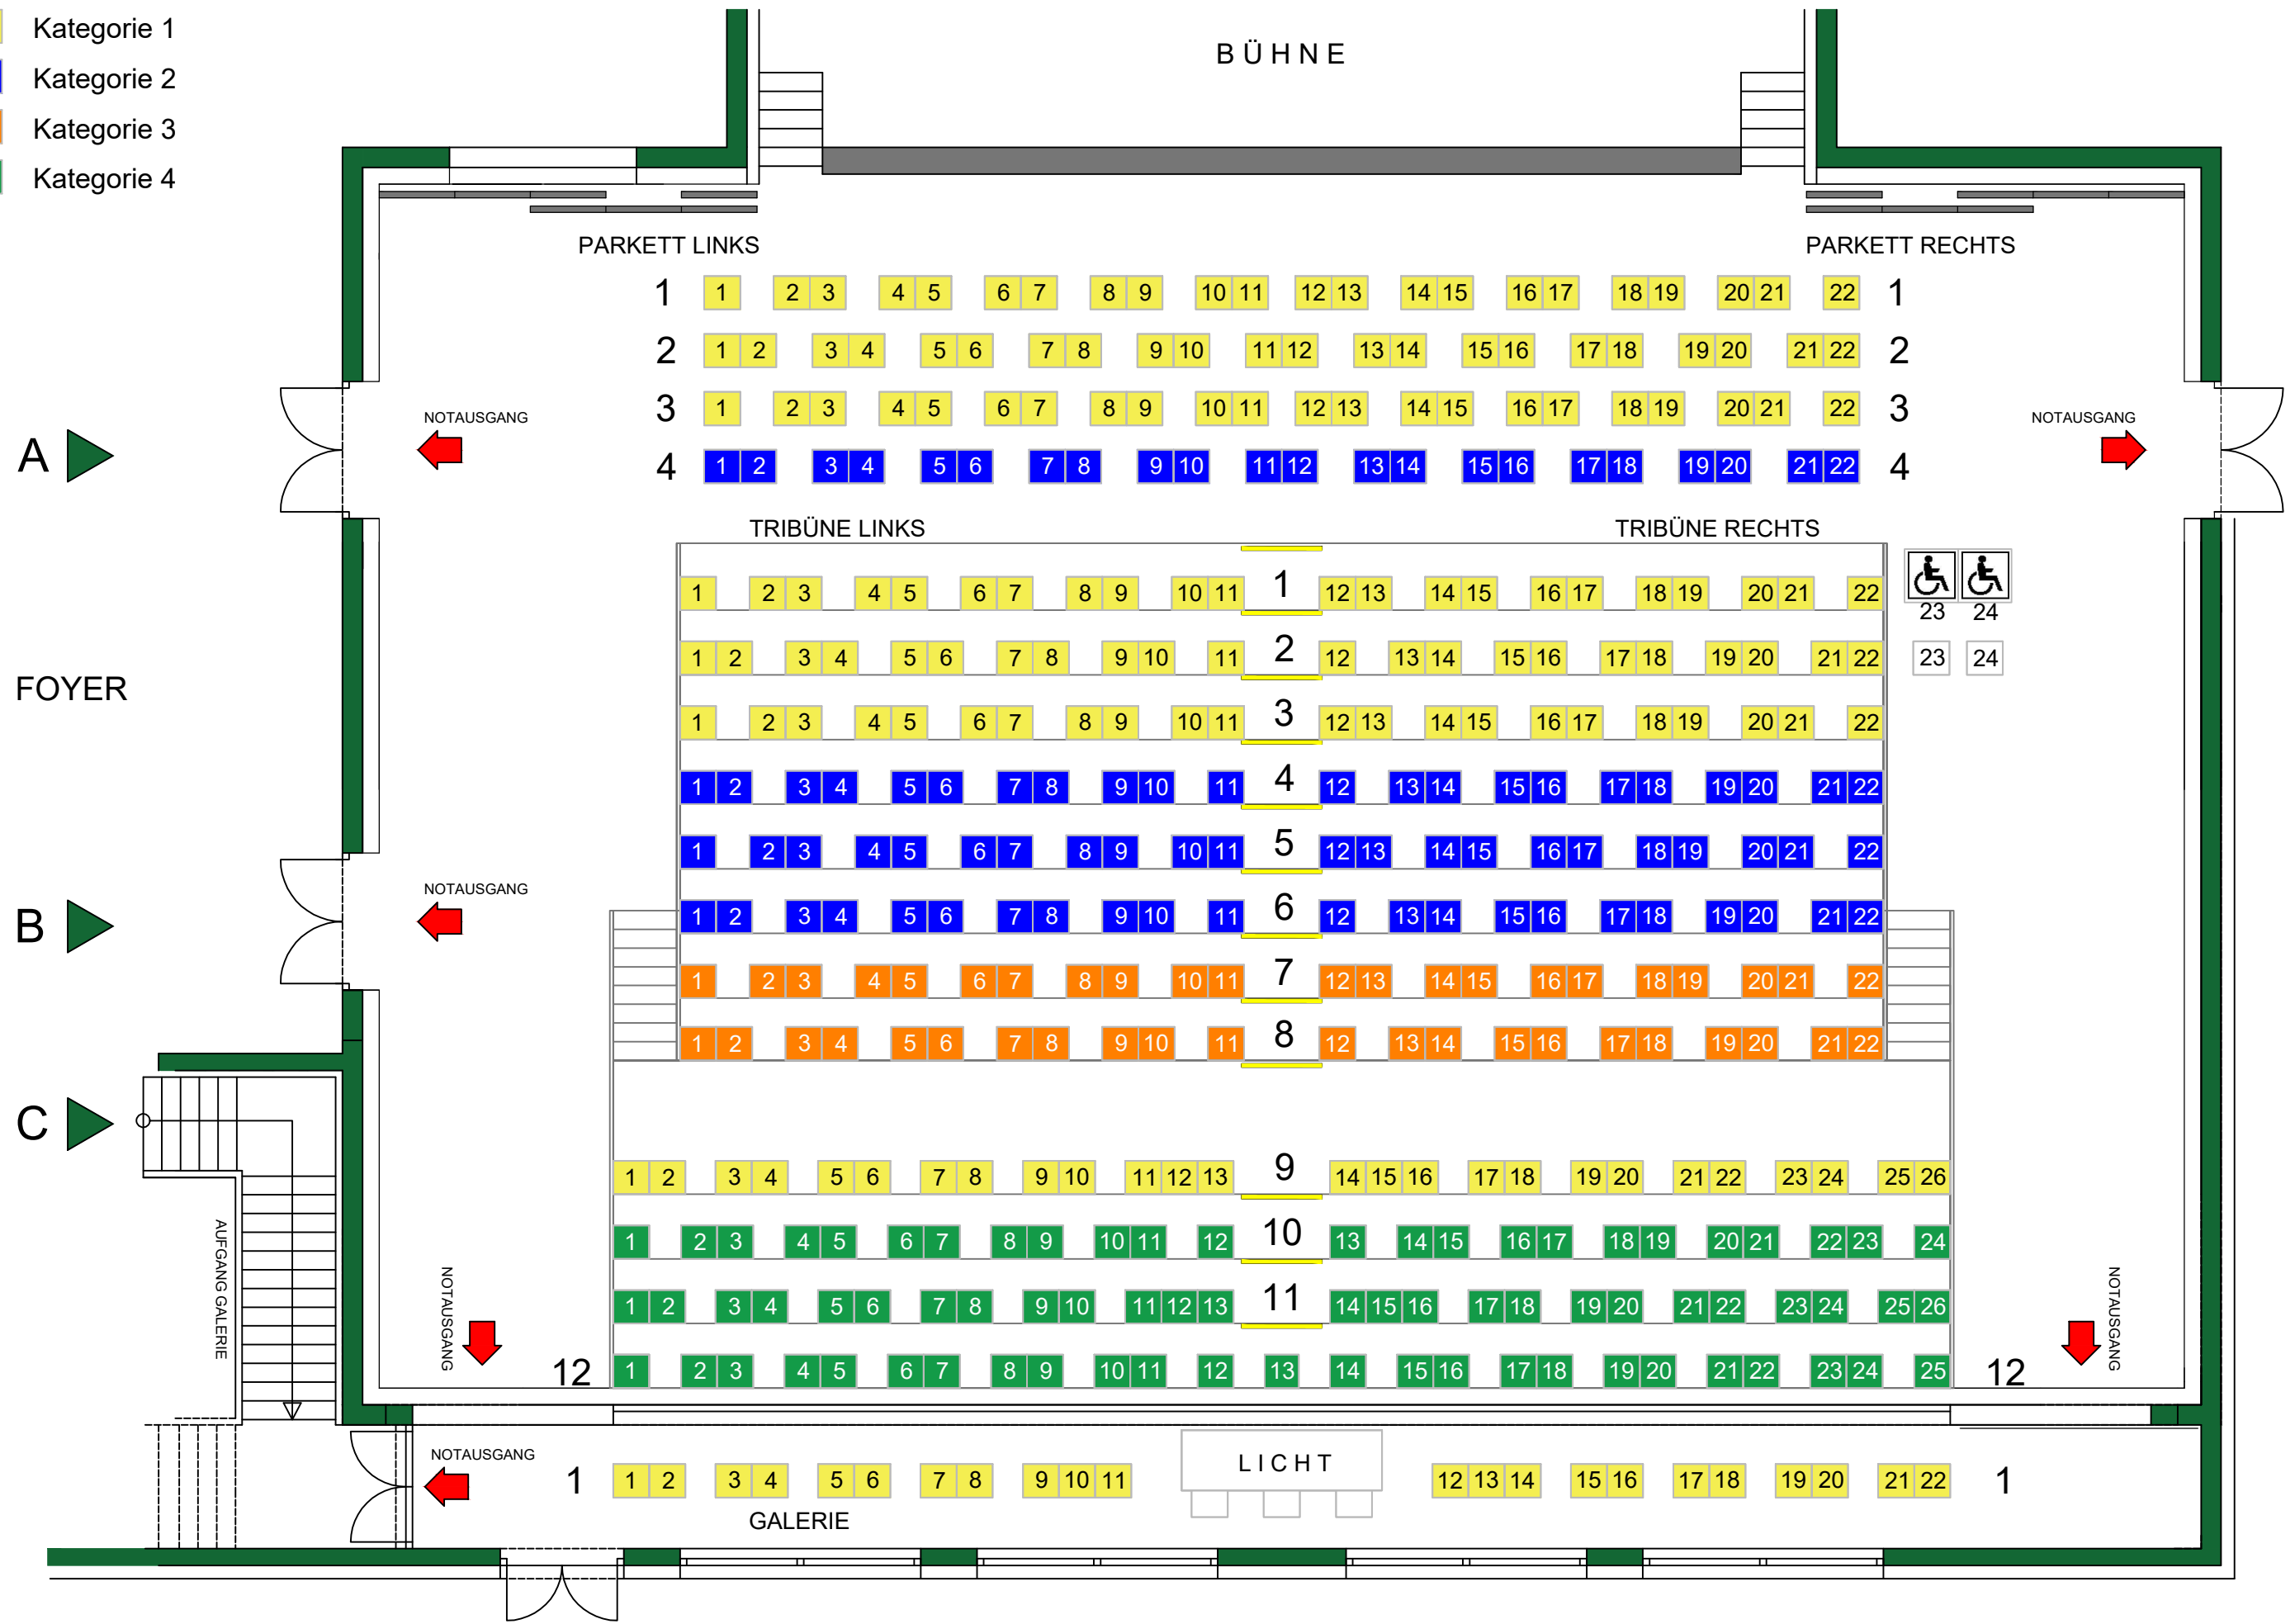 Kategorie 1
Kategorie 2
Kategorie 3
Kategorie 4
BÜHNE
PARKETT LINKS PARKETT RECHTS
1 1 2 3 4 5 6 7 8 9 10 11 12 13 14 15 16 17 18 19 20 21 22 1
2 1 2 3 4 5 6 7 8 9 10 11 12 13 14 15 16 17 18 19 20 21 22 2
3 1 2 3 4 5 6 7 8 9 10 11 12 13 14 15 16 17 18 19 20 21 22 3
NOTAUSGANG NOTAUSGANG
A
4 1 2 3 4 5 6 7 8 9 10 11 12 13 14 15 16 17 18 19 20 21 22 4
TRIBÜNE LINKS TRIBÜNE RECHTS
1 2 3 4 5 6 7 8 9 10 11 1 12 13 14 15 16 17 18 19 20 21 22
23 24
1 2 3 4 5 6 7 8 9 10 11 2 12 13 14 15 16 17 18 19 20 21 22 23 24
FOYER
1 2 3 4 5 6 7 8 9 10 11 3 12 13 14 15 16 17 18 19 20 21 22
1 2 3 4 5 6 7 8 9 10 11 4 12 13 14 15 16 17 18 19 20 21 22
1 2 3 4 5 6 7 8 9 10 11 5 12 13 14 15 16 17 18 19 20 21 22
NOTAUSGANG
B
1 2 3 4 5 6 7 8 9 10 11 6 12 13 14 15 16 17 18 19 20 21 22
1 2 3 4 5 6 7 8 9 10 11 7 12 13 14 15 16 17 18 19 20 21 22
1 2 3 4 5 6 7 8 9 10 11 8 12 13 14 15 16 17 18 19 20 21 22
C
1 2 3 4 5 6 7 8 9 10 11 12 13 9 14 15 16 17 18 19 20 21 22 23 24 25 26
1 2 3 4 5 6 7 8 9 10 11 12 10 13 14 15 16 17 18 19 20 21 22 23 24
AUFGANG GALERIE
1 2 3 4 5 6 7 8 9 10 11 12 13 11 14 15 16 17 18 19 20 21 22 23 24 25 26
NOTAUSGANG NOTAUSGANG
12 1 2 3 4 5 6 7 8 9 10 11 12 13 14 15 16 17 18 19 20 21 22 23 24 25 12
NOTAUSGANG
LICHT
1 1 2 3 4 5 6 7 8 9 10 11 12 13 14 15 16 17 18 19 20 21 22 1
GALERIE